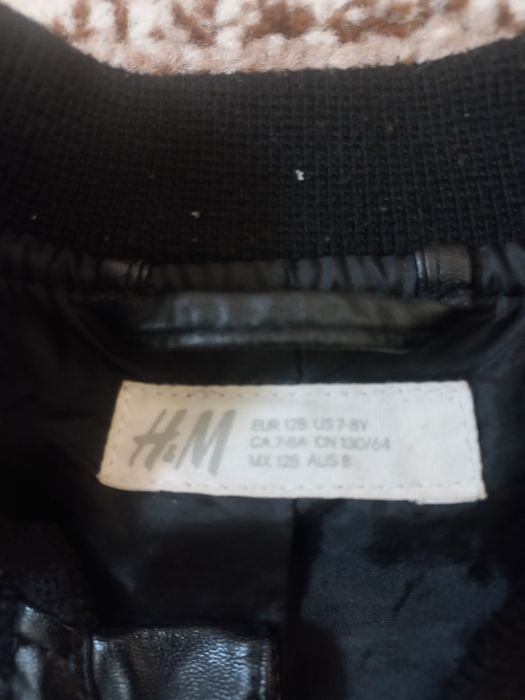 H&M
EUR 128 US 7-8Y
CA 7-8A CN 130/64
MX 128 AUS 8